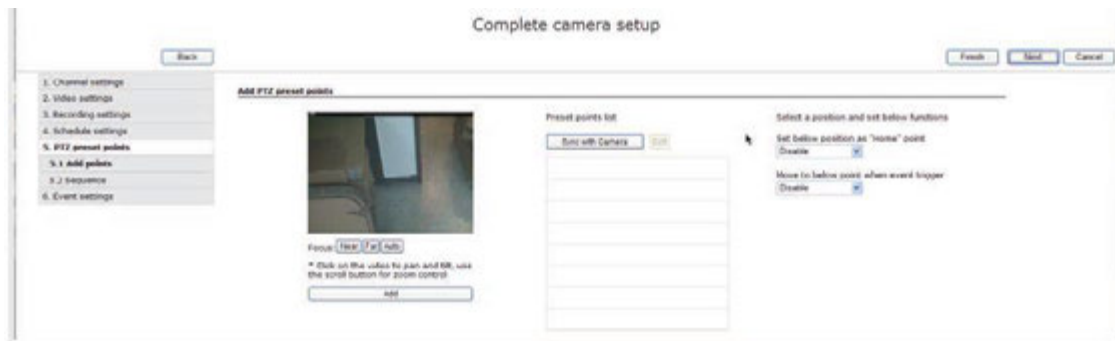 Complete camera setup
Back
Finish Next Cancel
1. Channel settings
2. Video settings
3. Recording settings
4. Schedule settings
5. PTZ preset points
5.1 Add points
5.2 Sequence
6. Event settings
Add PTZ preset points
Focus: Near Far Auto
* Click on the video to pan and tilt, use
the scroll button for zoom control
Add
Preset points list
Sync with Camera Edit
Select a position and set below functions
Set below position as "Home" point
Disable
Move to below point when event trigger
Disable